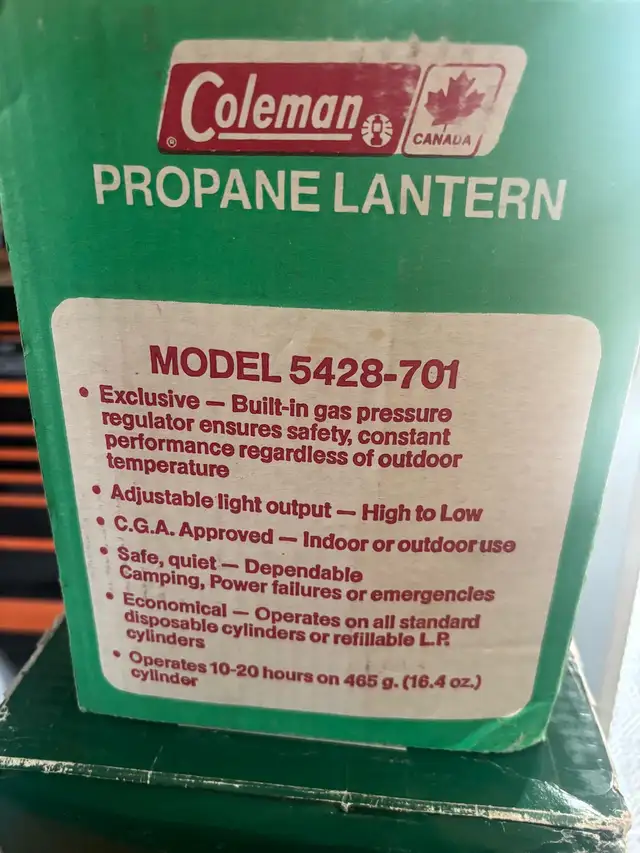 Coleman ®
CANADA
PROPANE LANTERN
MODEL 5428-701
• Exclusive — Built-in gas pressure
regulator ensures safety, constant
performance regardless of outdoor
temperature
• Adjustable light output — High to Low
• C.G.A. Approved — Indoor or outdoor use
• Safe, quiet — Dependable
Camping, Power failures or emergencies
• Economical — Operates on all standard
disposable cylinders or refillable L.P.
cylinders
• Operates 10-20 hours on 465 g. (16.4 oz.)
cylinder